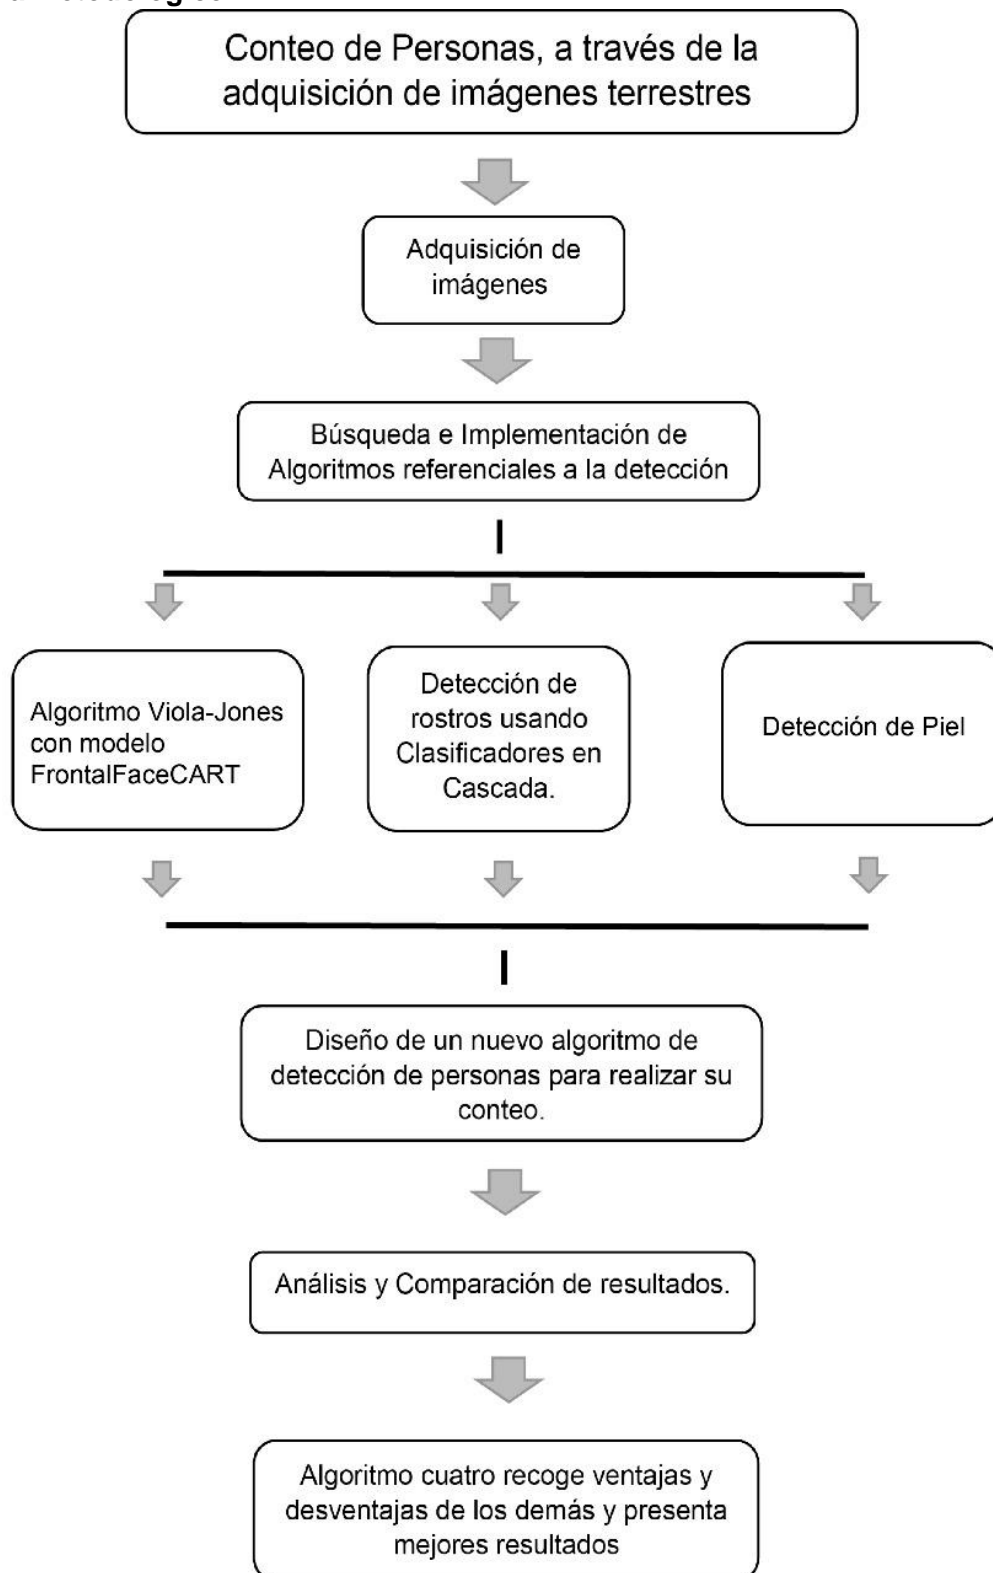 Conteo de Personas, a través de la
adquisición de imágenes terrestres
Adquisición de
imágenes
Búsqueda e Implementación de
Algoritmos referenciales a la detección
Algoritmo Viola-Jones
con modelo
FrontalFaceCART
Detección de
rostros usando
Clasificadores en
Cascada.
Detección de Piel
Diseño de un nuevo algoritmo de
detección de personas para realizar su
conteo.
Análisis y Comparación de resultados.
Algoritmo cuatro recoge ventajas y
desventajas de los demás y presenta
mejores resultados